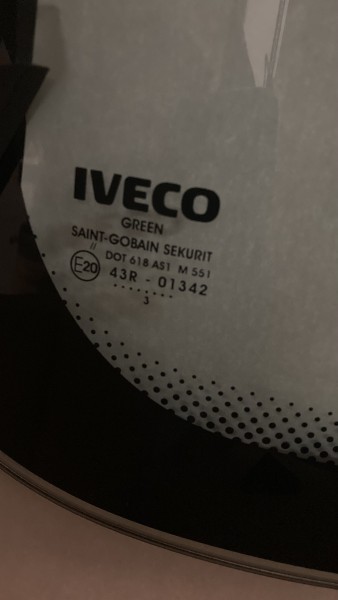 IVECO
GREEN
SAINT-GOBAIN SEKURIT
// DOT 618 AS1 M 551
E20 43R - 01342
........
3